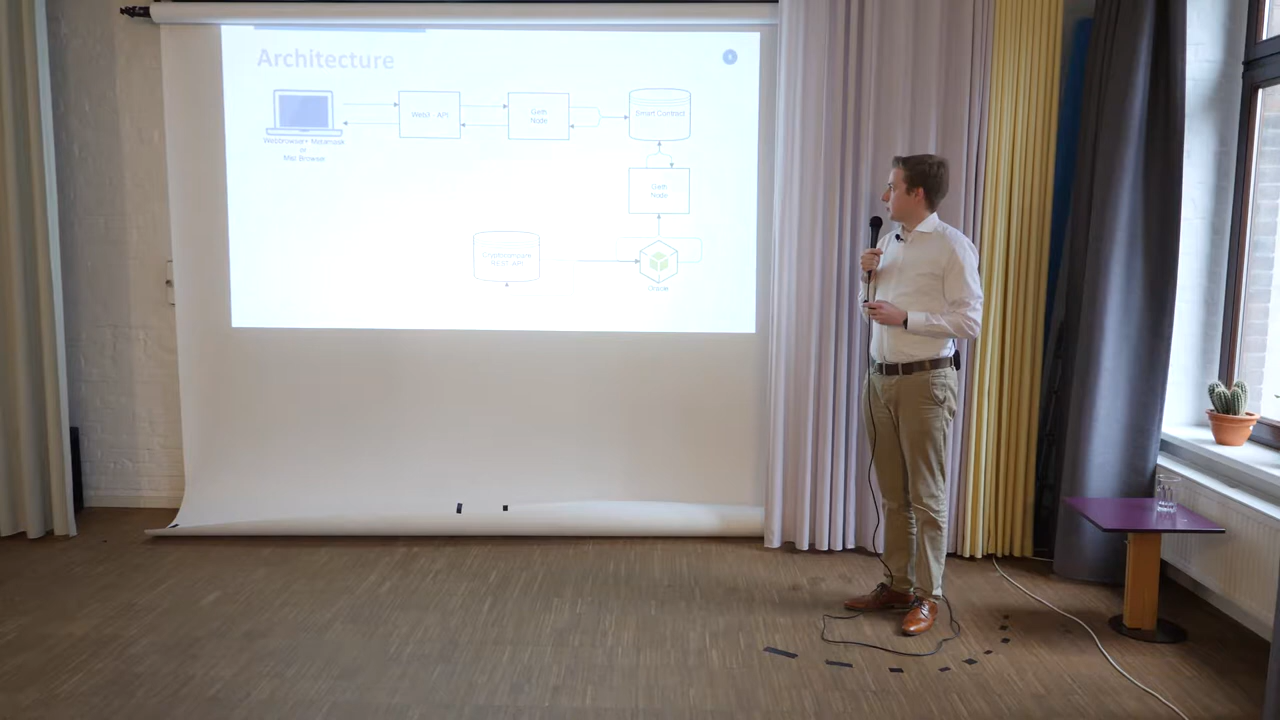 Architecture
Webbrowser+ Metamask
or
Mist Browser
Web3 - API
Geth
Node
Smart Contract
Geth
Node
Cryptocompare
REST API
Oracle